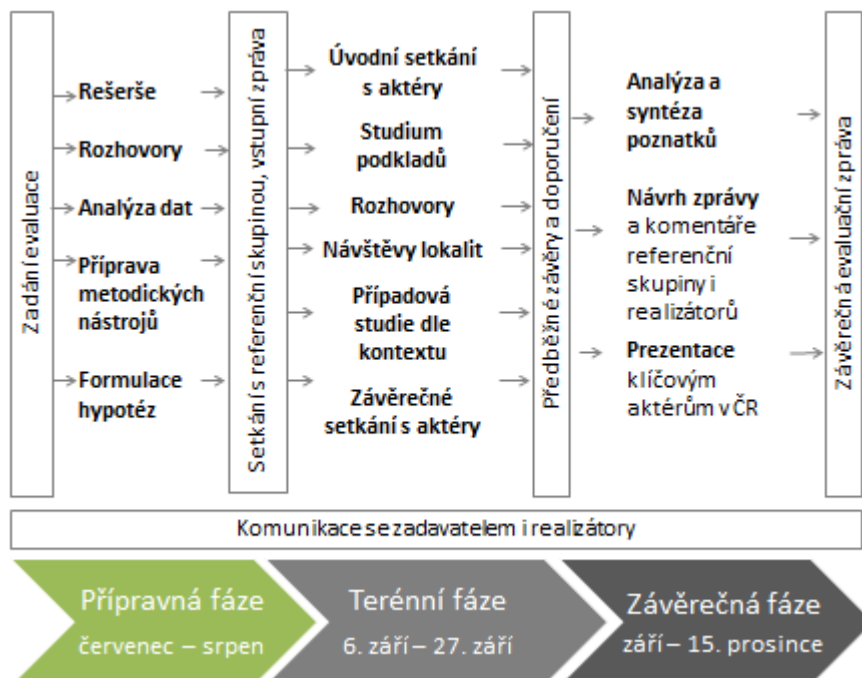 Zadání evaluace
Rešerše
Rozhovory
Analýza dat
Příprava
metodických
nástrojů
Formulace
hypotéz
Setkání s referenční skupinou, vstupní zpráva
Úvodní setkání
s aktéry
Studium
podkladů
Rozhovory
Návštěvy lokalit
Případová
studie dle
kontextu
Závěrečné
setkání s aktéry
Předběžné závěry a doporučení
Analýza a
syntéza
poznatků
Návrh zprávy
a komentáře
referenční
skupiny i
realizátorů
Prezentace
klíčovým
aktérům v ČR
Závěrečná evaluační zpráva
Komunikace se zadavatelem i realizátory
Přípravná fáze
červenec – srpen
Terénní fáze
6. září – 27. září
Závěrečná fáze
září – 15. prosince